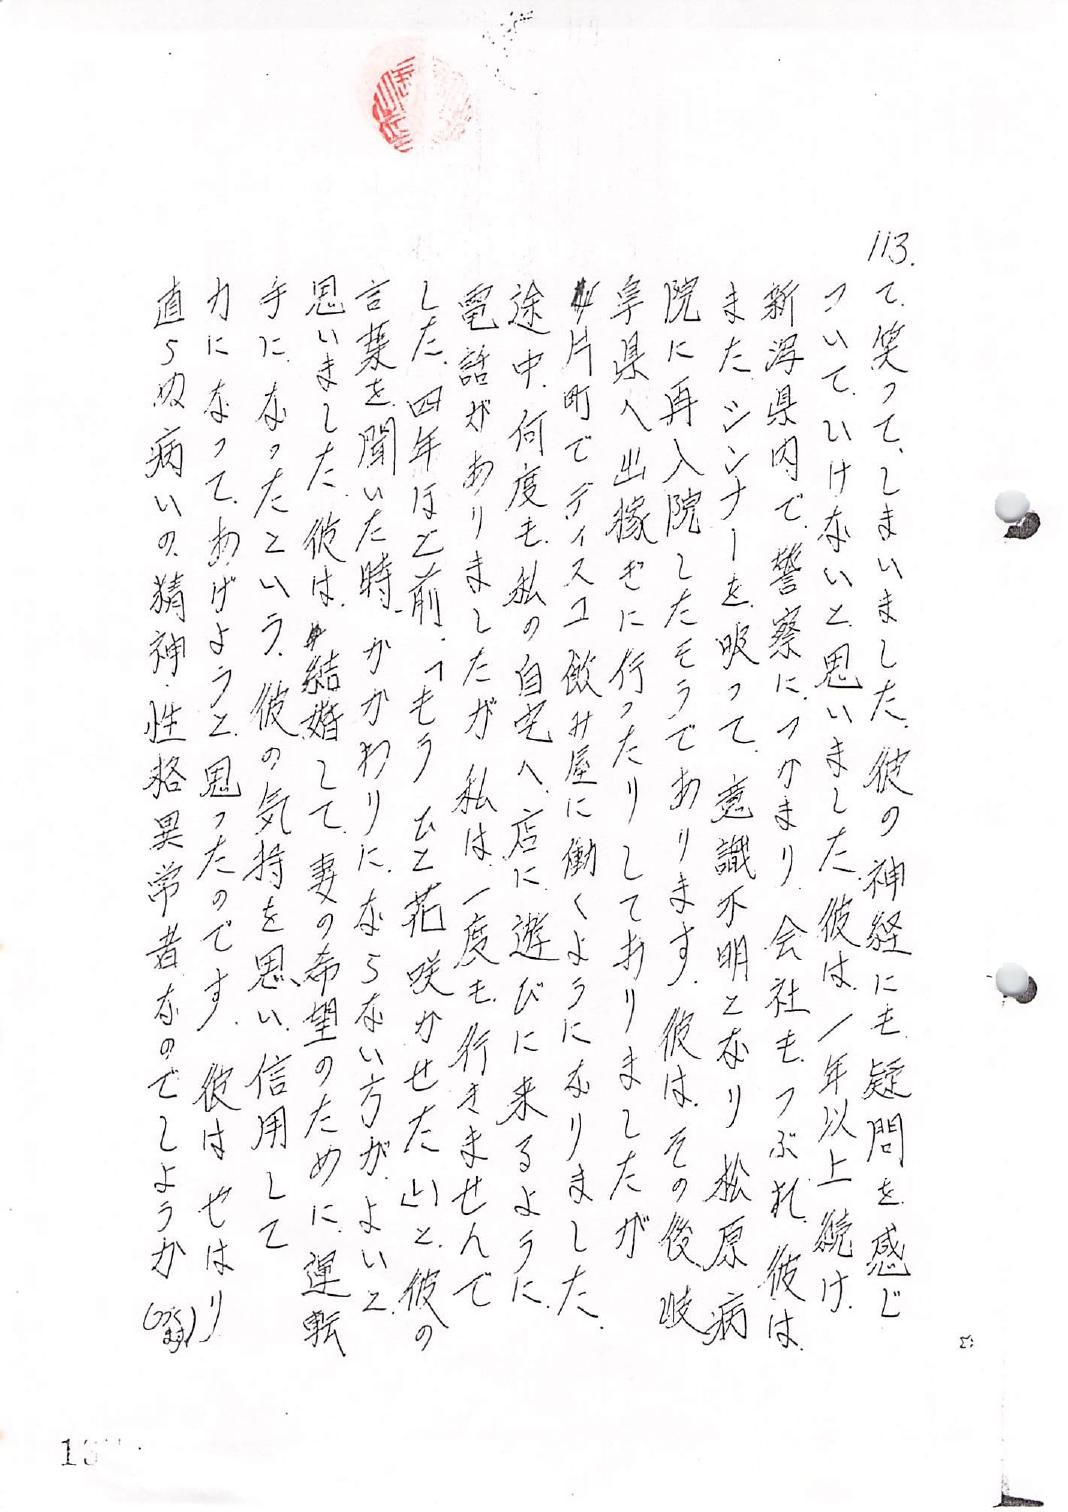 113.
て、笑って、しまいました。彼の神経にも疑問を感じ
ついて、いけないと思いました。彼は、1年以上続け、
新潟県内で、警察に、つかまり、会社も、つぶれ、彼は、
また、シンナーを、吸って、意識不明となり、松原病
院に再入院したそうであります。彼は、その後、岐
阜県へ出稼ぎに行ったりしておりましたが
片町でディスコ、飲み屋に働くようになりました。
途中、何度も、私の自宅へ、店に、遊びに来るように、
電話がありましたが、私は、一度も、行きませんで
した。四年ほど前、「もう、ひと花咲かせたい」と、彼の
言葉を、聞いた時、かかわりに、ならない方が、よいと、
思いました。彼は、結婚して、妻の希望のために、運転
手に、なったという、彼の気持を思い、信用して
力になって、あげようと、思ったのです。彼は、やはり
直らぬ病いの、精神・性格異常者なのでしようか
(つづく
ます)
13